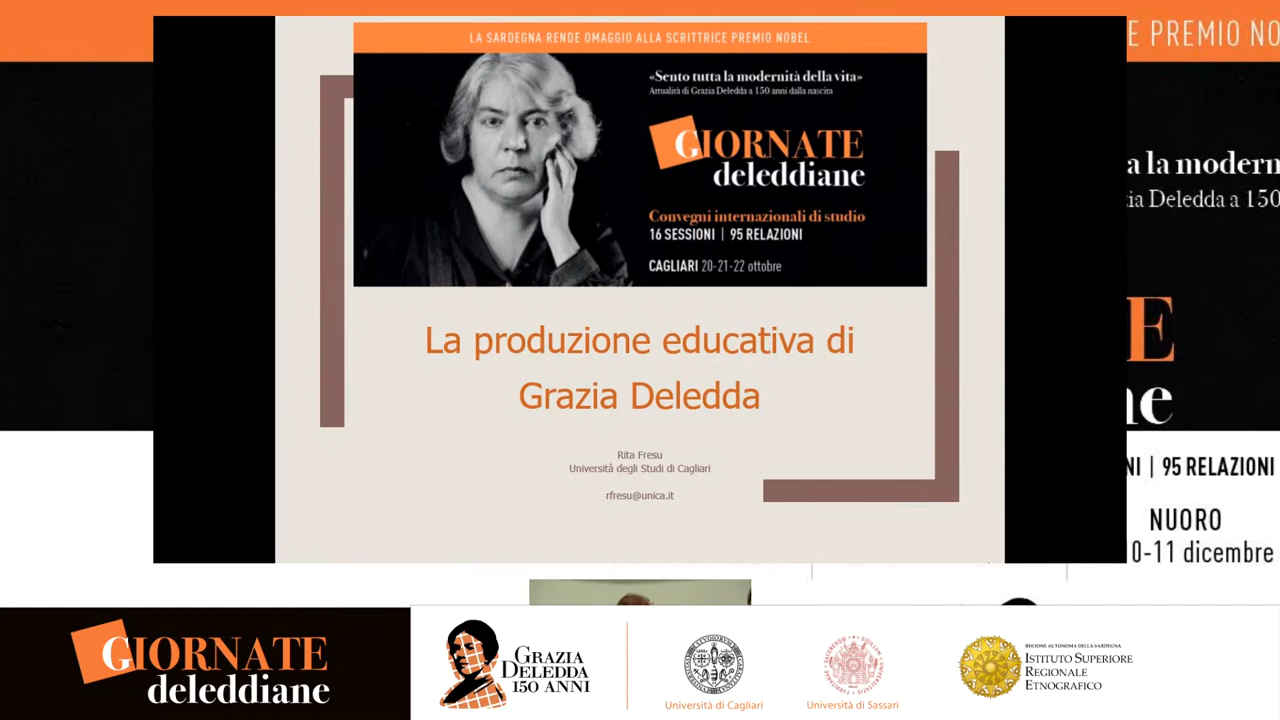 LA SARDEGNA RENDE OMAGGIO ALLA SCRITTRICE PREMIO NOBEL
«Sento tutta la modernità della vita»
Attualità di Grazia Deledda a 150 anni dalla nascita
GIORNATE
deleddiane
Convegni internazionali di studio
16 SESSIONI | 95 RELAZIONI
CAGLIARI 20-21-22 ottobre
La produzione educativa di
Grazia Deledda
Rita Fresu
Università degli Studi di Cagliari
rfresu@unica.it
E PREMIO NO
a la modern
ia Deledda a 150
E
ne
NI | 95 RELAZIONI
NUORO
0-11 dicembre
GIORNATE
deleddiane
GRAZIA
DELEDDA
150 ANNI
Università di Cagliari
Università di Sassari
REGIONE AUTONOMA DELLA SARDEGNA
ISTITUTO SUPERIORE
REGIONALE
ETNOGRAFICO